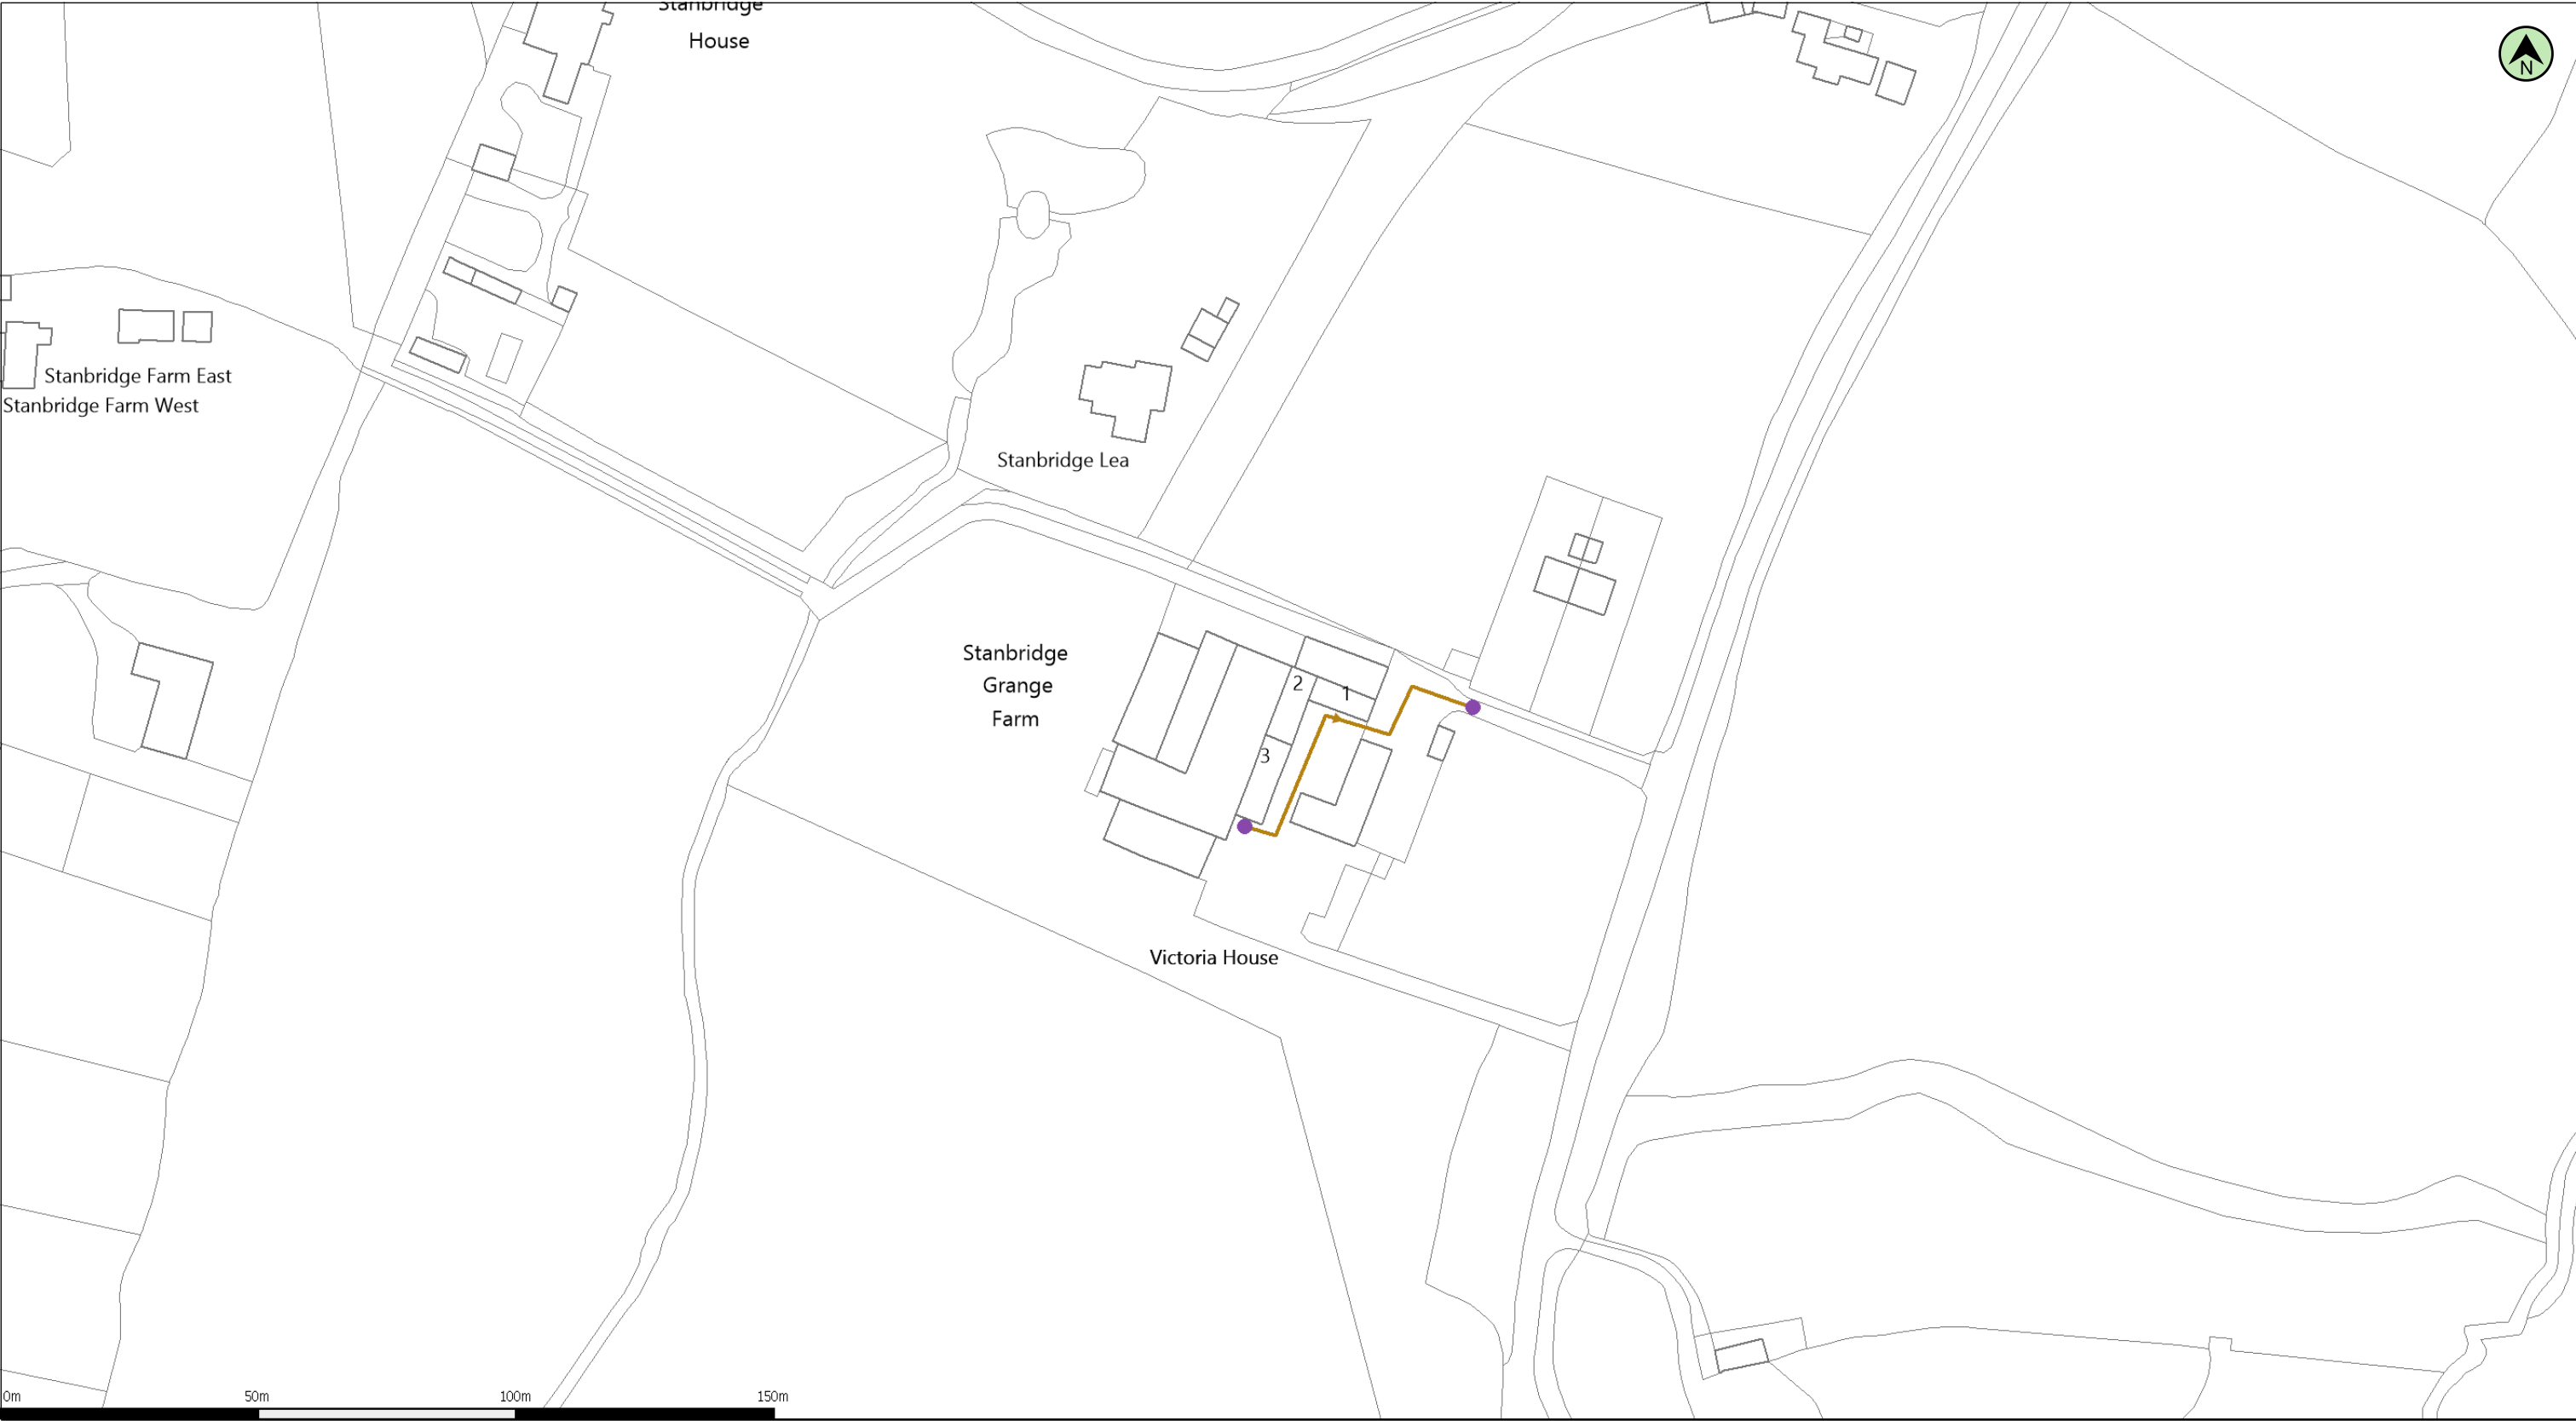 Stanbridge
House
N
Stanbridge Farm East
Stanbridge Farm West
Stanbridge Lea
Stanbridge
Grange
Farm
2
1
3
Victoria House
0m
50m
100m
150m